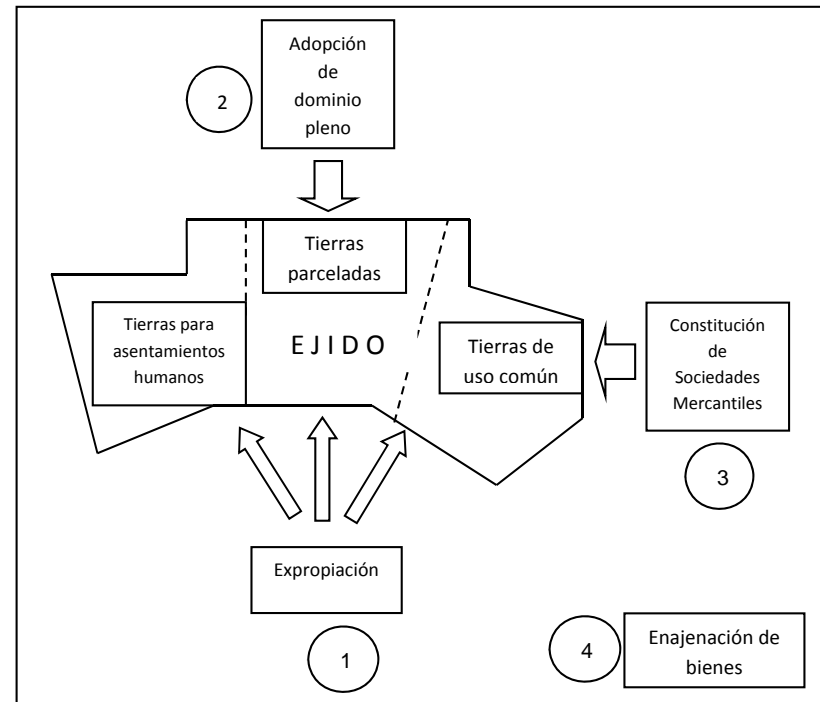 Adopción
de
dominio
pleno
2
Tierras
parceladas
Tierras para
asentamientos
humanos
EJIDO
Tierras de
uso común
Constitución
de
Sociedades
Mercantiles
3
Expropiación
1
4
Enajenación de
bienes